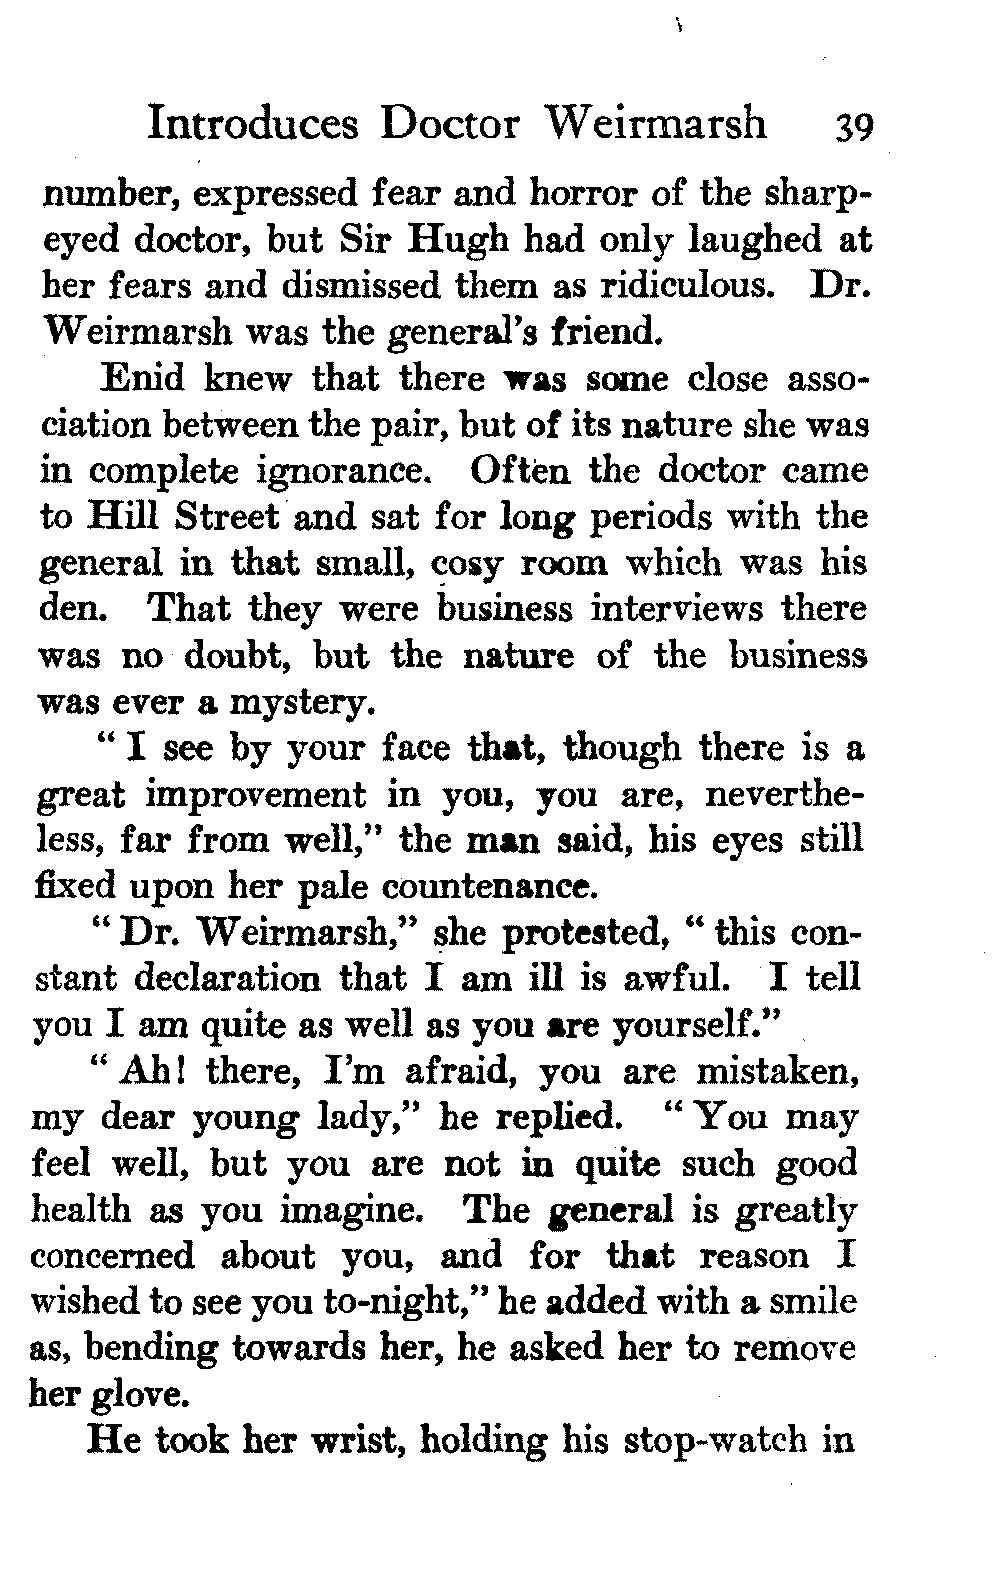 Introduces Doctor Weirmarsh 39
number, expressed fear and horror of the sharp-
eyed doctor, but Sir Hugh had only laughed at
her fears and dismissed them as ridiculous. Dr.
Weirmarsh was the general's friend.
Enid knew that there was some close asso-
ciation between the pair, but of its nature she was
in complete ignorance. Often the doctor came
to Hill Street and sat for long periods with the
general in that small, cosy room which was his
den. That they were business interviews there
was no doubt, but the nature of the business
was ever a mystery.
“ I see by your face that, though there is a
great improvement in you, you are, neverthe-
less, far from well,” the man said, his eyes still
fixed upon her pale countenance.
“ Dr. Weirmarsh,” she protested, “ this con-
stant declaration that I am ill is awful. I tell
you I am quite as well as you are yourself.”
“ Ah! there, I'm afraid, you are mistaken,
my dear young lady,” he replied. “ You may
feel well, but you are not in quite such good
health as you imagine. The general is greatly
concerned about you, and for that reason I
wished to see you to-night,” he added with a smile
as, bending towards her, he asked her to remove
her glove.
He took her wrist, holding his stop-watch in